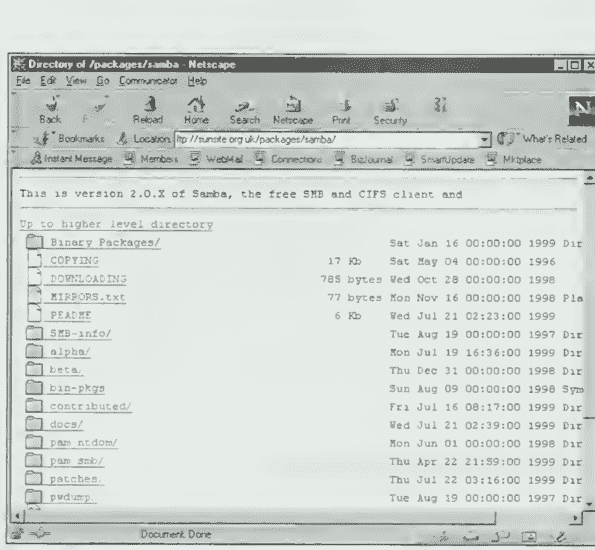 Directory of /packages/samba - Netscape
File Edit View Go Communicator Help
Back Reload Home Search Netscape Print Security
Bookmarks Location ftp://sunsite.org.uk/packages/samba/ What's Related
Instant Message Members WebMail Connections BizJournal SmartUpdate Mktplace
This is version 2.0.X of Samba, the free SMB and CIFS client and
Up to higher level directory
Binary Packages/ Sat Jan 16 00:00:00 1999 Dir
COPYING 17 Kb Sat May 04 00:00:00 1996
DOWNLOADING 785 bytes Wed Oct 28 00:00:00 1998
MIRRORS.txt 77 bytes Mon Nov 16 00:00:00 1998 Pla
README 6 Kb Wed Jul 21 02:23:00 1999
SMB-info/ Tue Aug 19 00:00:00 1997 Dir
alpha/ Mon Jul 19 16:36:00 1999 Dir
beta/ Thu Dec 31 00:00:00 1998 Dir
bin-pkgs Sun Aug 09 00:00:00 1998 Sym
contributed/ Fri Jul 16 08:17:00 1999 Dir
docs/ Wed Jul 21 02:39:00 1999 Dir
pam_ntdom/ Mon Jun 01 00:00:00 1998 Dir
pam_smb/ Thu Apr 22 21:59:00 1999 Dir
patches/ Thu Jul 22 03:16:00 1999 Dir
pwdump/ Tue Aug 19 00:00:00 1997 Dir
Document Done